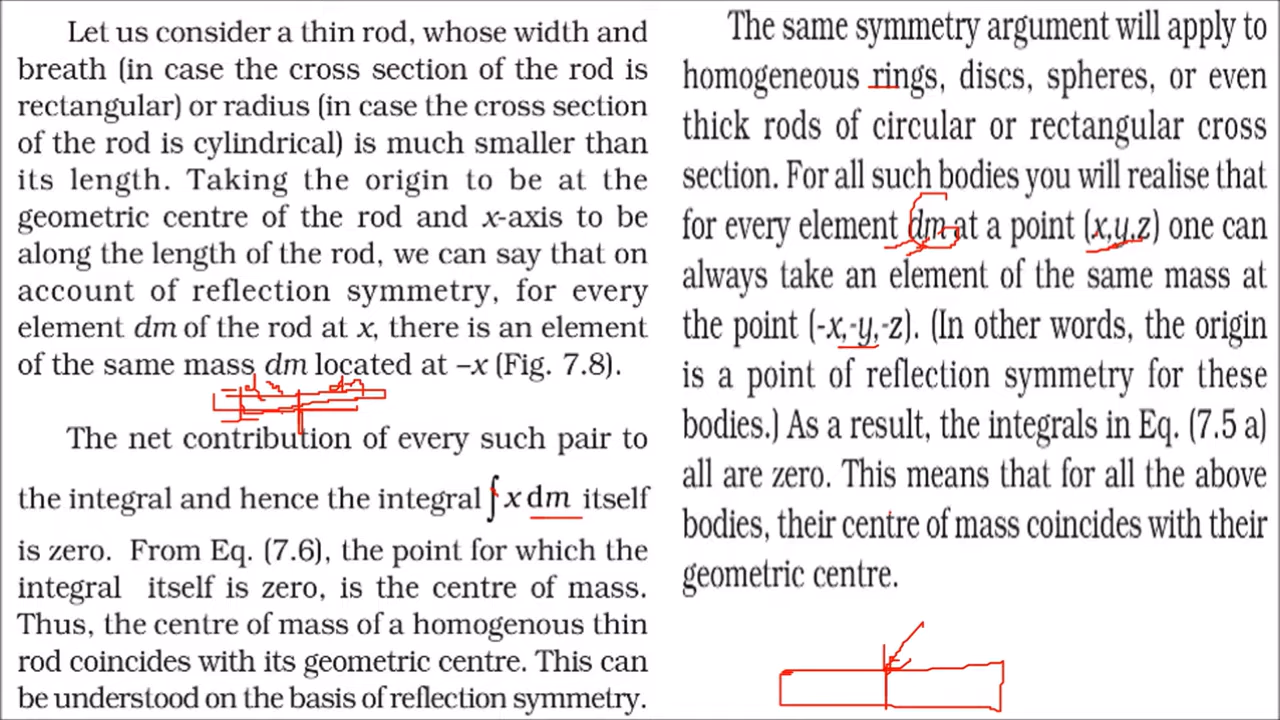 Let us consider a thin rod, whose width and
breath (in case the cross section of the rod is
rectangular) or radius (in case the cross section
of the rod is cylindrical) is much smaller than
its length. Taking the origin to be at the
geometric centre of the rod and x-axis to be
along the length of the rod, we can say that on
account of reflection symmetry, for every
element dm of the rod at x, there is an element
of the same mass dm located at –x (Fig. 7.8).
The net contribution of every such pair to
the integral and hence the integral ∫ x dm itself
is zero. From Eq. (7.6), the point for which the
integral itself is zero, is the centre of mass.
Thus, the centre of mass of a homogenous thin
rod coincides with its geometric centre. This can
be understood on the basis of reflection symmetry.
The same symmetry argument will apply to
homogeneous rings, discs, spheres, or even
thick rods of circular or rectangular cross
section. For all such bodies you will realise that
for every element dm at a point (x,y,z) one can
always take an element of the same mass at
the point (-x,-y,-z). (In other words, the origin
is a point of reflection symmetry for these
bodies.) As a result, the integrals in Eq. (7.5 a)
all are zero. This means that for all the above
bodies, their centre of mass coincides with their
geometric centre.